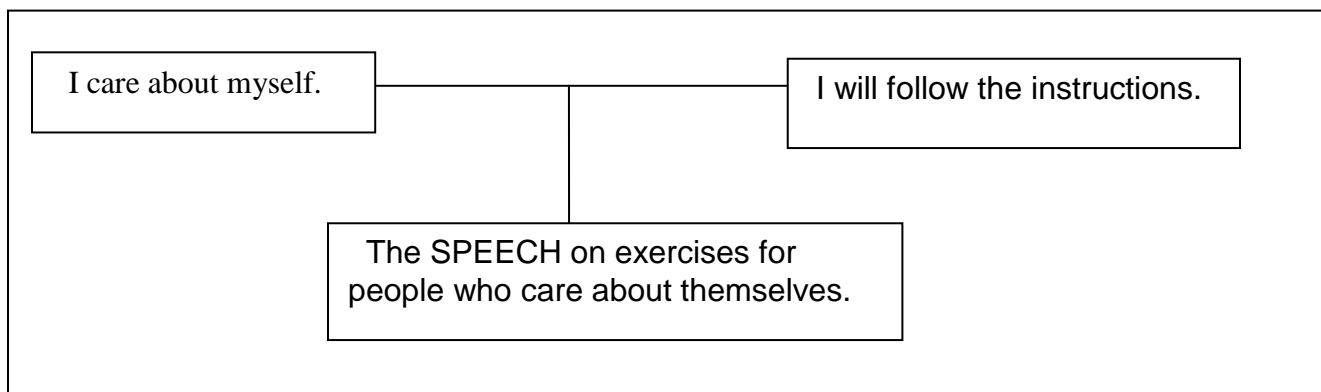 I care about myself.
I will follow the instructions.
The SPEECH on exercises for
people who care about themselves.